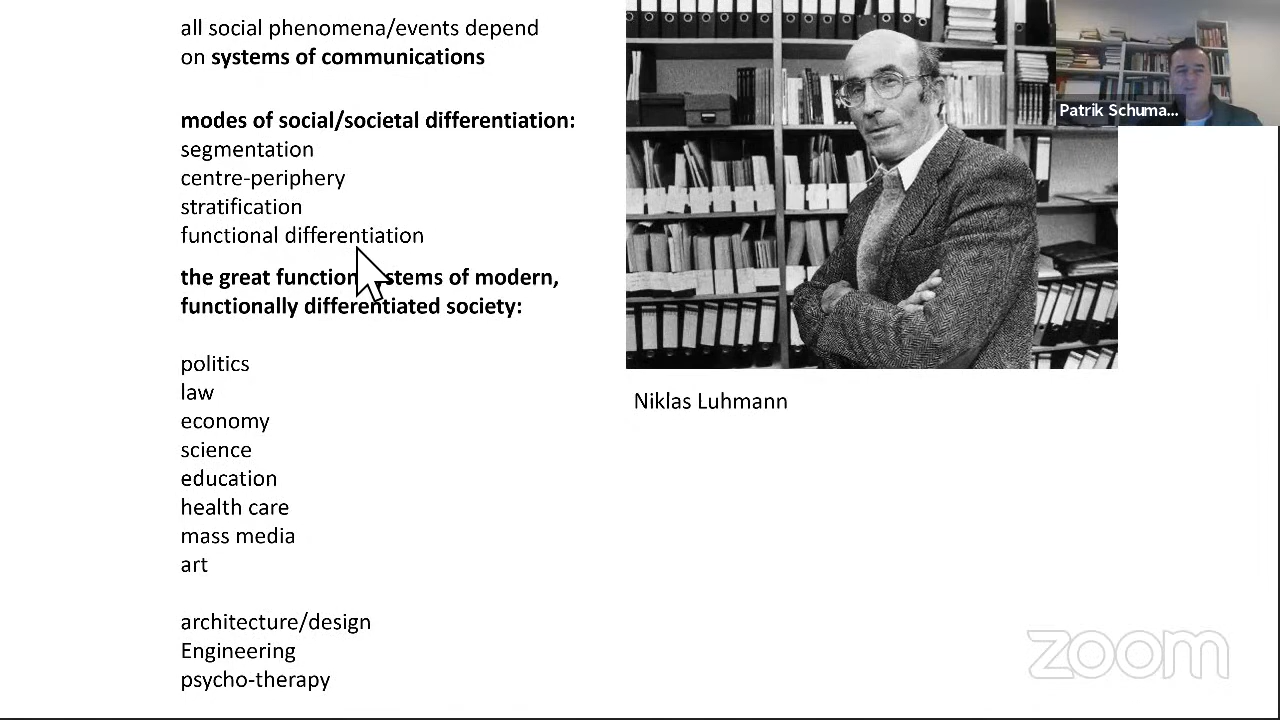 all social phenomena/events depend
on systems of communications
modes of social/societal differentiation:
segmentation
centre-periphery
stratification
functional differentiation
the great function stems of modern,
functionally differentiated society:
politics
law
economy
science
education
health care
mass media
art
architecture/design
Engineering
psycho-therapy
Niklas Luhmann
Patrik Schuma...
zoom